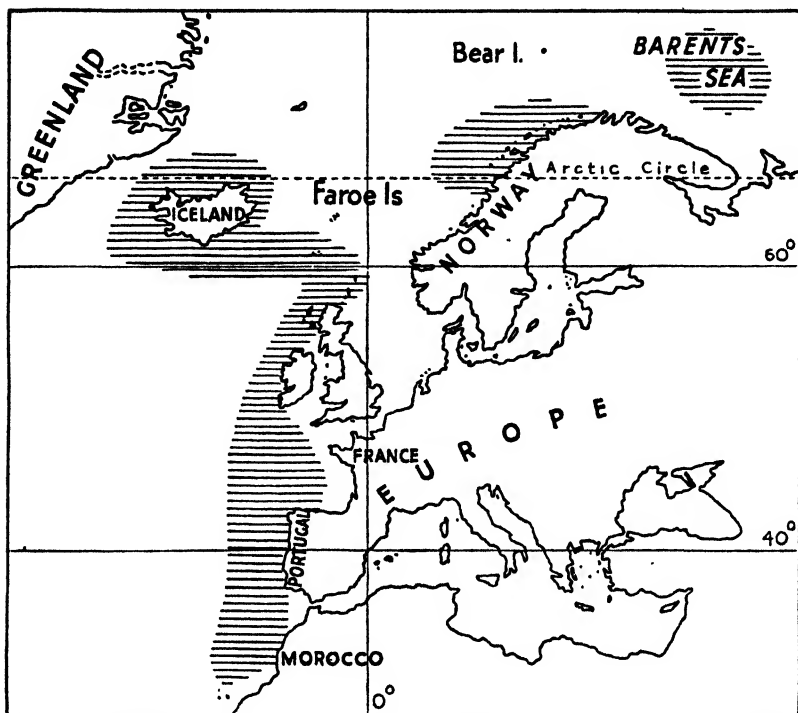 GREENLAND
Bear I.
BARENTS
SEA
Arctic Circle
ICELAND
Faroe Is
NORWAY
60°
FRANCE
EUROPE
PORTUGAL
40°
MOROCCO
0°